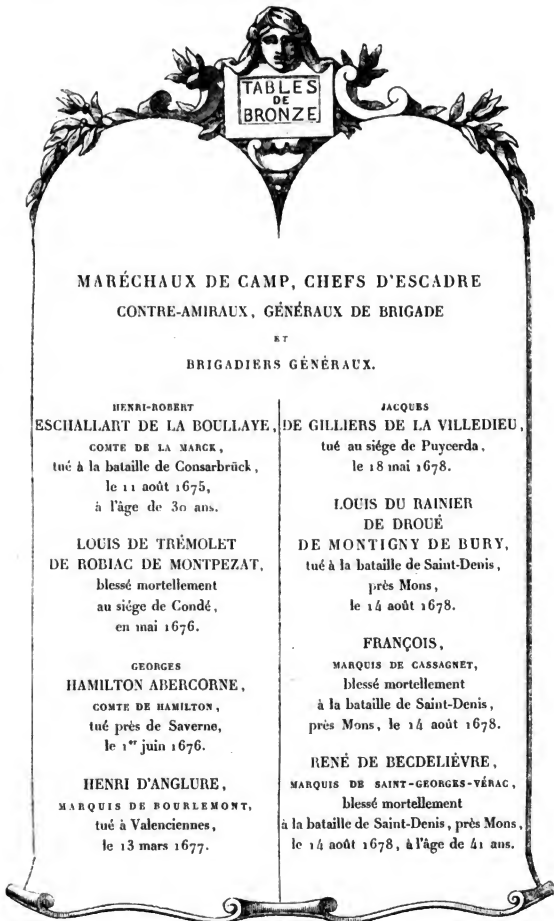 TABLES
DE
BRONZE
MARÉCHAUX DE CAMP, CHEFS D'ESCADRE
CONTRE-AMIRAUX, GÉNÉRAUX DE BRIGADE
ET
BRIGADIERS GÉNÉRAUX.
HENRI-ROBERT
ESCHALLART DE LA BOULLAYE,
COMTE DE LA MARCK,
tué à la bataille de Consarbrück,
le 11 août 1675,
à l'âge de 30 ans.
LOUIS DE TRÉMOLET
DE ROBIAC DE MONTPEZAT,
blessé mortellement
au siége de Condé,
en mai 1676.
GEORGES
HAMILTON ABERCORNE,
COMTE DE HAMILTON,
tué près de Saverne,
le 1er juin 1676.
HENRI D'ANGLURE,
MARQUIS DE BOURLEMONT,
tué à Valenciennes,
le 13 mars 1677.
JACQUES
DE GILLIERS DE LA VILLEDIEU,
tué au siége de Puycerda,
le 18 mai 1678.
LOUIS DU RAINIER
DE DROUÉ
DE MONTIGNY DE BURY,
tué à la bataille de Saint-Denis,
près Mons,
le 14 août 1678.
FRANÇOIS,
MARQUIS DE CASSAGNET,
blessé mortellement
à la bataille de Saint-Denis,
près Mons, le 14 août 1678.
RENÉ DE BECDELIÉVRE,
MARQUIS DE SAINT-GEORGES-VÉRAC,
blessé mortellement
à la bataille de Saint-Denis, près Mons,
le 14 août 1678, à l'âge de 41 ans.